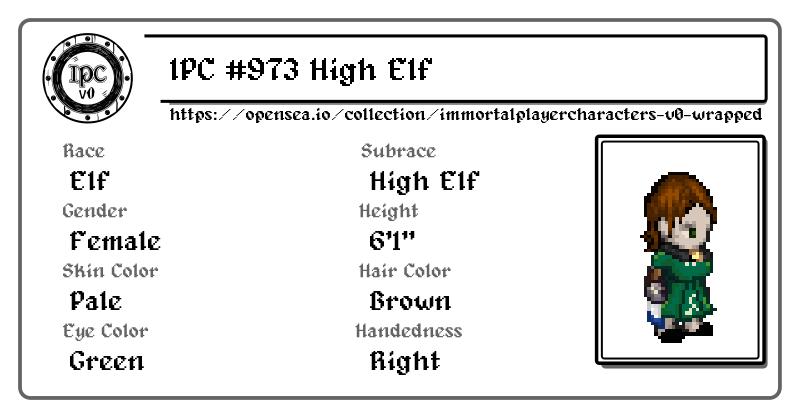 IPC
v0
IPC #973 High Elf
https://opensea.io/collection/immortalplayercharacters-v0-wrapped
Race
Subrace
Elf
High Elf
Gender
Height
Female
6'1"
Skin Color
Hair Color
Pale
Brown
Eye Color
Handedness
Green
Right